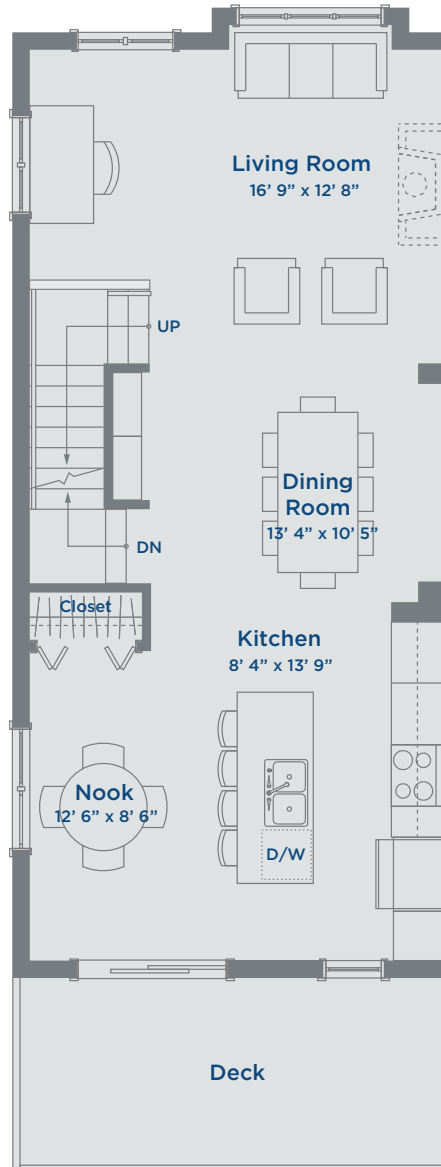 Living Room
16’ 9” x 12’ 8”
UP
Dining
Room
13’ 4” x 10’ 5”
DN
Closet
Kitchen
8’ 4” x 13’ 9”
Nook
12’ 6” x 8’ 6”
D/W
Deck